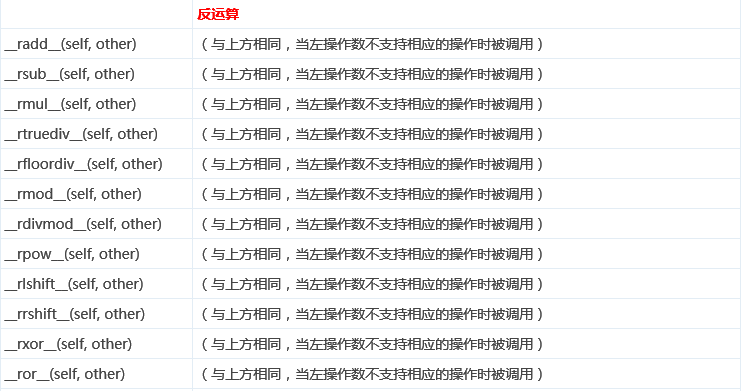 反运算
__radd__(self, other) （与上方相同，当左操作数不支持相应的操作时被调用）
__rsub__(self, other) （与上方相同，当左操作数不支持相应的操作时被调用）
__rmul__(self, other) （与上方相同，当左操作数不支持相应的操作时被调用）
__rtruediv__(self, other) （与上方相同，当左操作数不支持相应的操作时被调用）
__rfloordiv__(self, other) （与上方相同，当左操作数不支持相应的操作时被调用）
__rmod__(self, other) （与上方相同，当左操作数不支持相应的操作时被调用）
__rdivmod__(self, other) （与上方相同，当左操作数不支持相应的操作时被调用）
__rpow__(self, other) （与上方相同，当左操作数不支持相应的操作时被调用）
__rlshift__(self, other) （与上方相同，当左操作数不支持相应的操作时被调用）
__rrshift__(self, other) （与上方相同，当左操作数不支持相应的操作时被调用）
__rxor__(self, other) （与上方相同，当左操作数不支持相应的操作时被调用）
__ror__(self, other) （与上方相同，当左操作数不支持相应的操作时被调用）